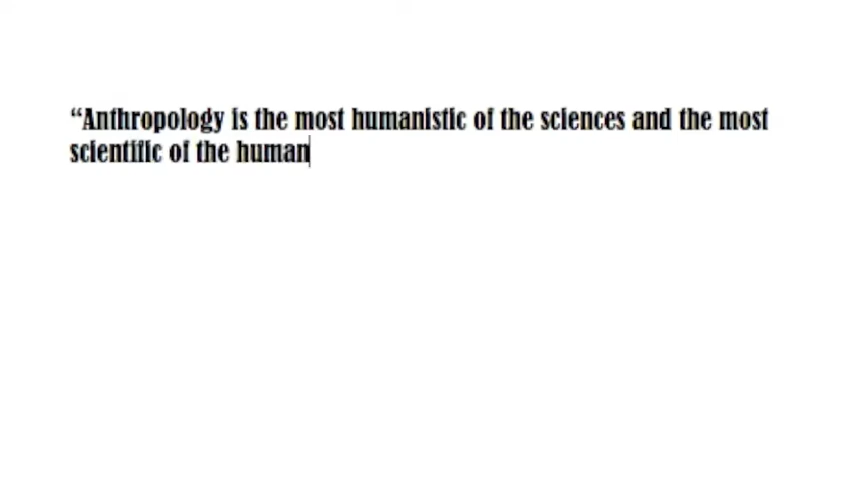 “Anthropology is the most humanistic of the sciences and the most
scientific of the human